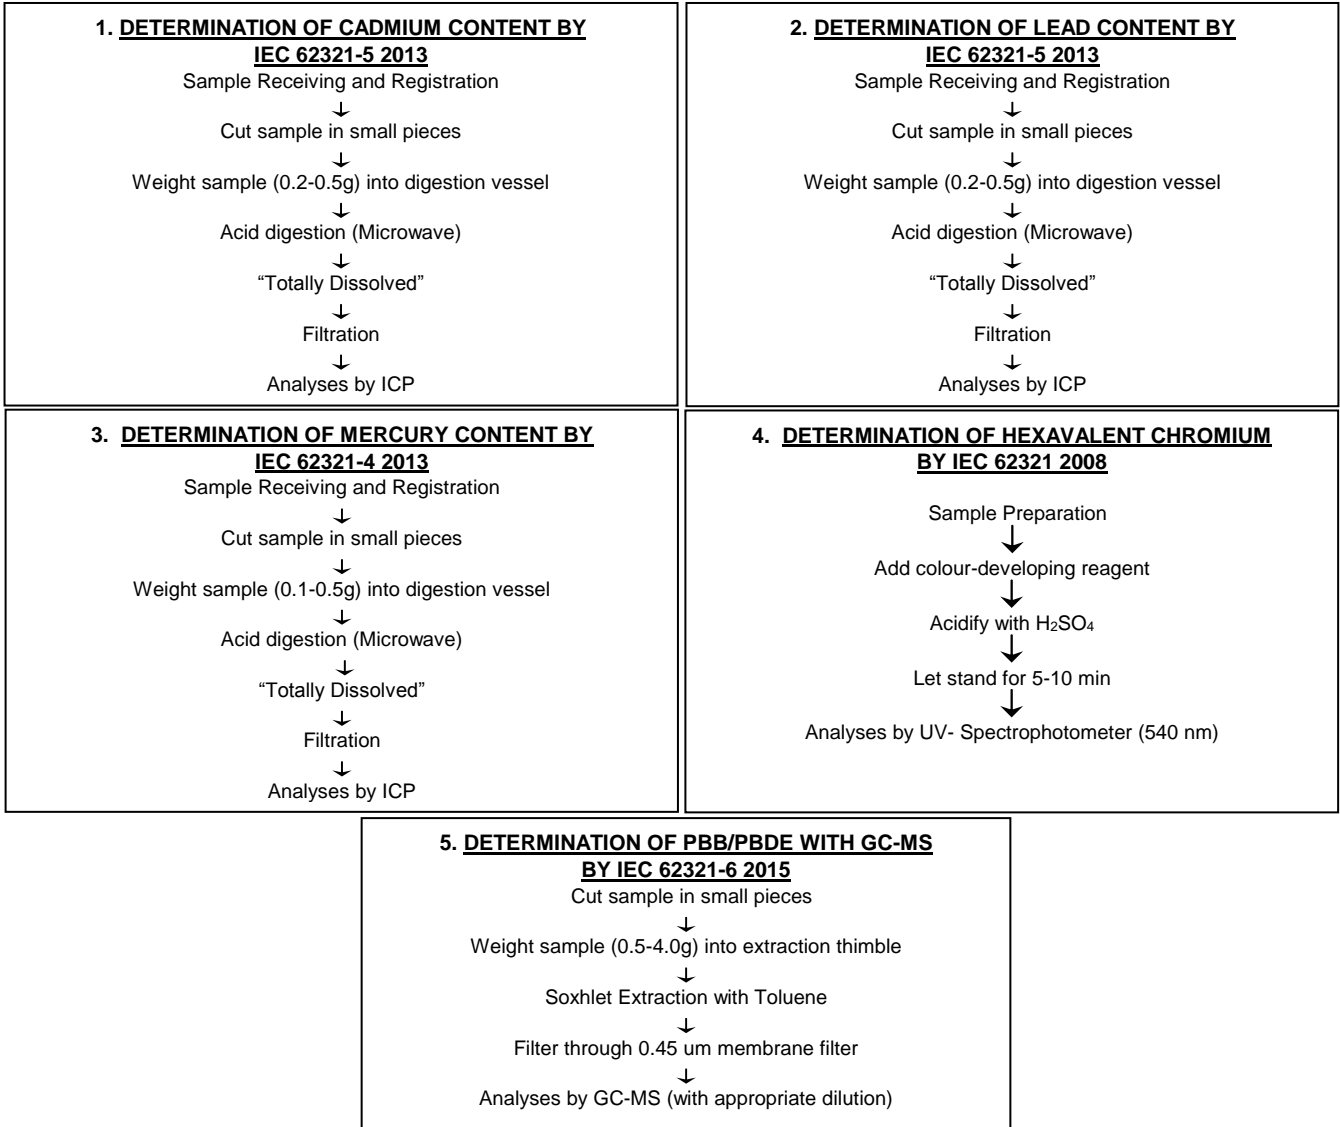 1. DETERMINATION OF CADMIUM CONTENT BY
IEC 62321-5 2013
Sample Receiving and Registration
↓
Cut sample in small pieces
↓
Weight sample (0.2-0.5g) into digestion vessel
↓
Acid digestion (Microwave)
↓
“Totally Dissolved”
↓
Filtration
↓
Analyses by ICP
2. DETERMINATION OF LEAD CONTENT BY
IEC 62321-5 2013
Sample Receiving and Registration
↓
Cut sample in small pieces
↓
Weight sample (0.2-0.5g) into digestion vessel
↓
Acid digestion (Microwave)
↓
“Totally Dissolved”
↓
Filtration
↓
Analyses by ICP
3. DETERMINATION OF MERCURY CONTENT BY
IEC 62321-4 2013
Sample Receiving and Registration
↓
Cut sample in small pieces
↓
Weight sample (0.1-0.5g) into digestion vessel
↓
Acid digestion (Microwave)
↓
“Totally Dissolved”
↓
Filtration
↓
Analyses by ICP
4. DETERMINATION OF HEXAVALENT CHROMIUM
BY IEC 62321 2008
Sample Preparation
↓
Add colour-developing reagent
↓
Acidify with H₂SO₄
↓
Let stand for 5-10 min
↓
Analyses by UV- Spectrophotometer (540 nm)
5. DETERMINATION OF PBB/PBDE WITH GC-MS
BY IEC 62321-6 2015
Cut sample in small pieces
↓
Weight sample (0.5-4.0g) into extraction thimble
↓
Soxhlet Extraction with Toluene
↓
Filter through 0.45 um membrane filter
↓
Analyses by GC-MS (with appropriate dilution)